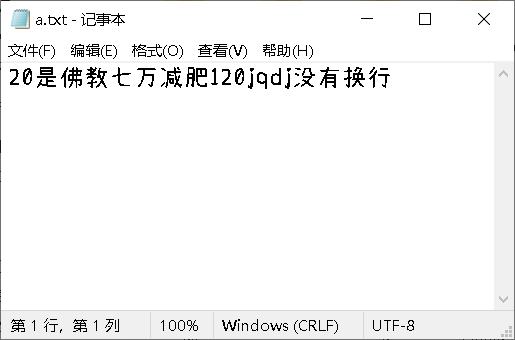 a.txt - 记事本
文件(F) 编辑(E) 格式(O) 查看(V) 帮助(H)
20是佛教七万减肥120jqdj没有换行
第 1 行, 第 1 列 100% Windows (CRLF) UTF-8